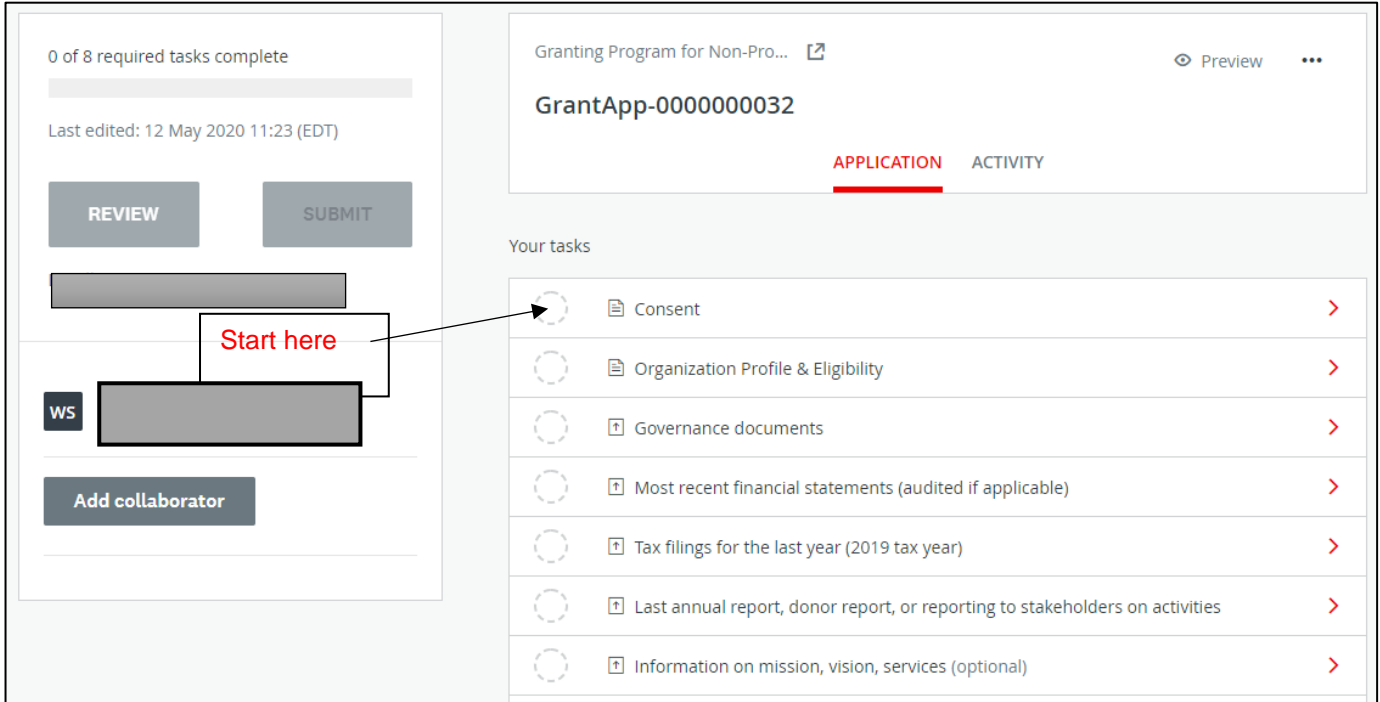 0 of 8 required tasks complete
Last edited: 12 May 2020 11:23 (EDT)
REVIEW
SUBMIT
Start here
WS
Add collaborator
Granting Program for Non-Pro...
Preview
GrantApp-0000000032
APPLICATION
ACTIVITY
Your tasks
Consent
Organization Profile & Eligibility
Governance documents
Most recent financial statements (audited if applicable)
Tax filings for the last year (2019 tax year)
Last annual report, donor report, or reporting to stakeholders on activities
Information on mission, vision, services (optional)